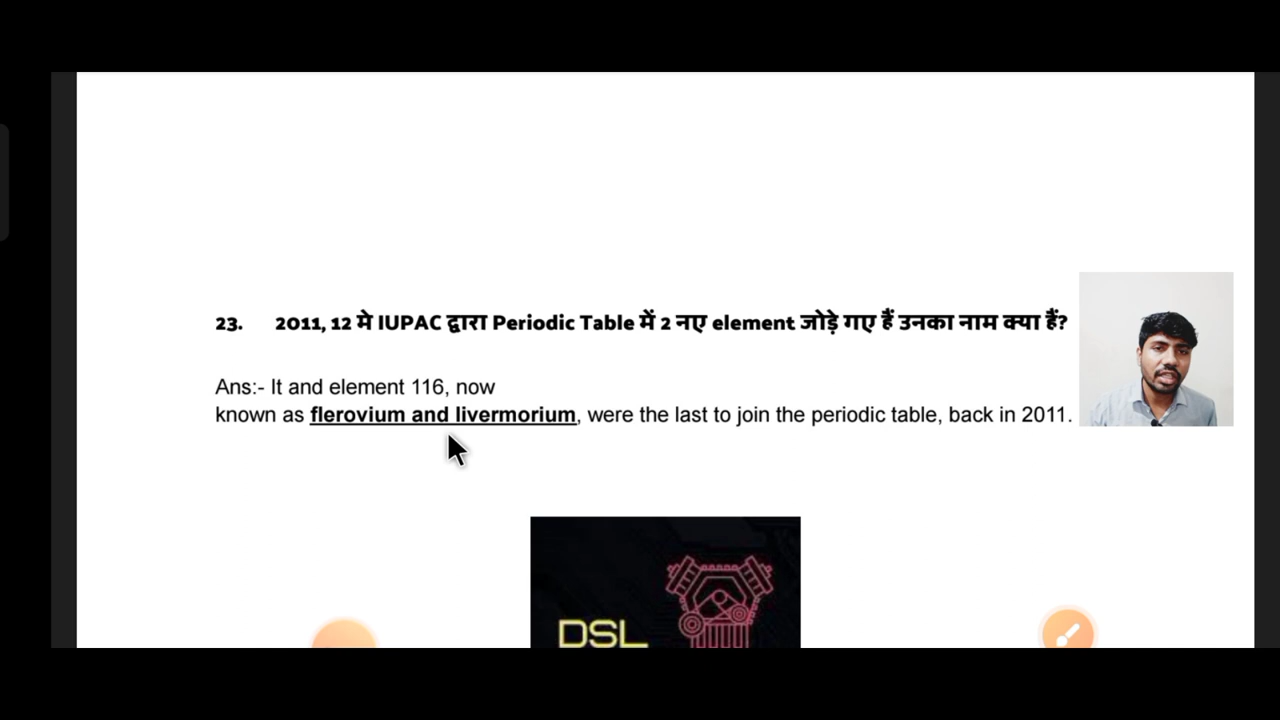 23. 2011, 12 मे IUPAC द्वारा Periodic Table में 2 नए element जोड़े गए हैं उनका नाम क्या हैं?
Ans:- It and element 116, now
known as flerovium and livermorium, were the last to join the periodic table, back in 2011.
DSL